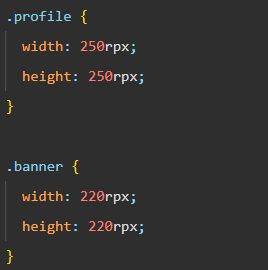 .profile {
width: 250rpx;
height: 250rpx;
}
.banner {
width: 220rpx;
height: 220rpx;
}